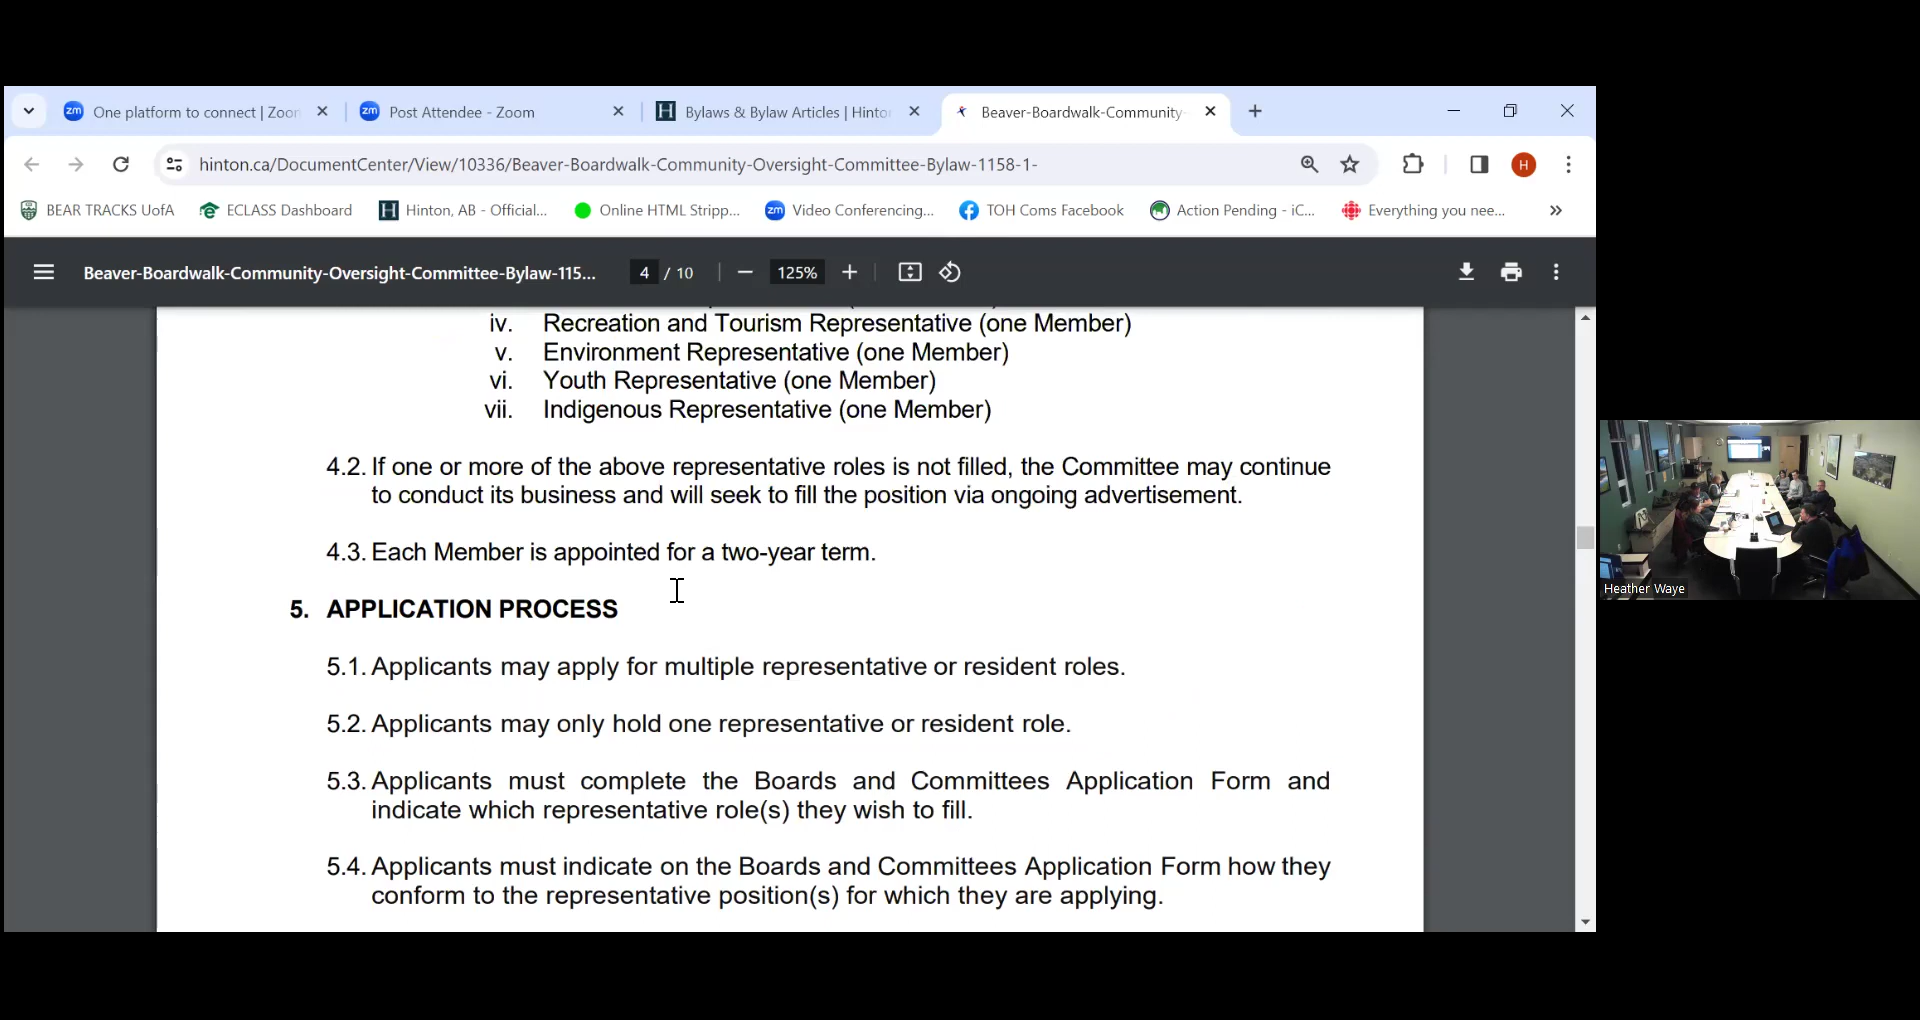 One platform to connect | Zoon
Post Attendee - Zoom
Bylaws & Bylaw Articles | Hinto
Beaver-Boardwalk-Community-
hinton.ca/DocumentCenter/View/10336/Beaver-Boardwalk-Community-Oversight-Committee-Bylaw-1158-1-
H
BEAR TRACKS UofA
ECLASS Dashboard
Hinton, AB - Official...
Online HTML Stripp...
Video Conferencing...
TOH Coms Facebook
Action Pending - iC...
Everything you nee...
Beaver-Boardwalk-Community-Oversight-Committee-Bylaw-115...
4 / 10
125%
iv. Recreation and Tourism Representative (one Member)
v. Environment Representative (one Member)
vi. Youth Representative (one Member)
vii. Indigenous Representative (one Member)
4.2. If one or more of the above representative roles is not filled, the Committee may continue
to conduct its business and will seek to fill the position via ongoing advertisement.
4.3. Each Member is appointed for a two-year term.
5. APPLICATION PROCESS
5.1. Applicants may apply for multiple representative or resident roles.
5.2. Applicants may only hold one representative or resident role.
5.3. Applicants must complete the Boards and Committees Application Form and
indicate which representative role(s) they wish to fill.
5.4. Applicants must indicate on the Boards and Committees Application Form how they
conform to the representative position(s) for which they are applying.
Heather Waye